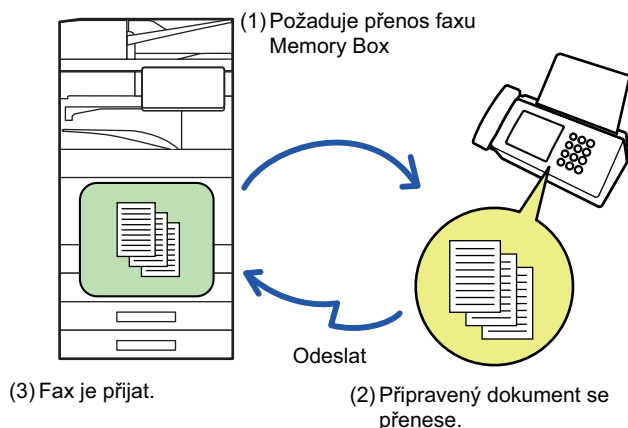 (1) Požaduje přenos faxu
Memory Box
Odeslat
(3) Fax je přijat.
(2) Připravený dokument se
přenese.